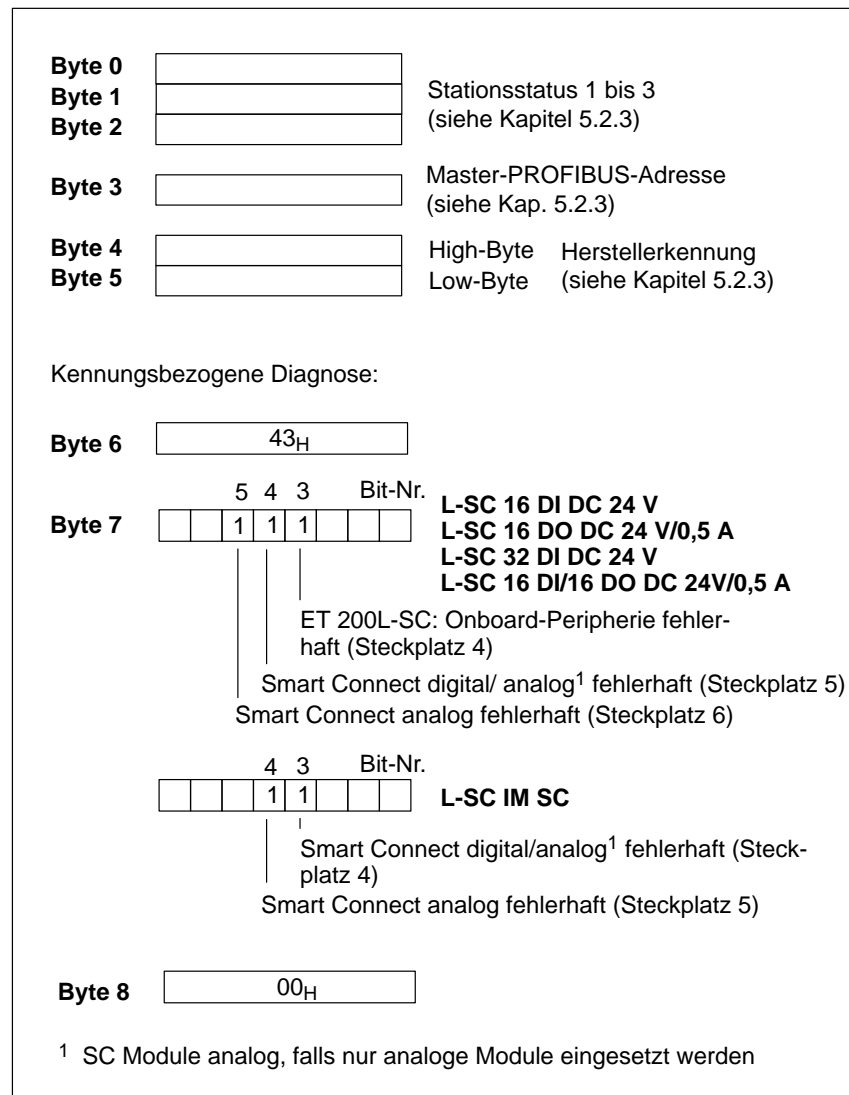 Byte 0
Byte 1
Byte 2
Stationsstatus 1 bis 3
(siehe Kapitel 5.2.3)
Byte 3
Master-PROFIBUS-Adresse
(siehe Kap. 5.2.3)
Byte 4
High-Byte Herstellerkennung
Byte 5
Low-Byte (siehe Kapitel 5.2.3)
Kennungsbezogene Diagnose:
Byte 6
43H
5 4 3 Bit-Nr.
Byte 7
1 1 1
L-SC 16 DI DC 24 V
L-SC 16 DO DC 24 V/0,5 A
L-SC 32 DI DC 24 V
L-SC 16 DI/16 DO DC 24V/0,5 A
ET 200L-SC: Onboard-Peripherie fehler-
haft (Steckplatz 4)
Smart Connect digital/ analog1 fehlerhaft (Steckplatz 5)
Smart Connect analog fehlerhaft (Steckplatz 6)
4 3 Bit-Nr.
1 1 L-SC IM SC
Smart Connect digital/analog1 fehlerhaft (Steck-
platz 4)
Smart Connect analog fehlerhaft (Steckplatz 5)
Byte 8
00H
1 SC Module analog, falls nur analoge Module eingesetzt werden